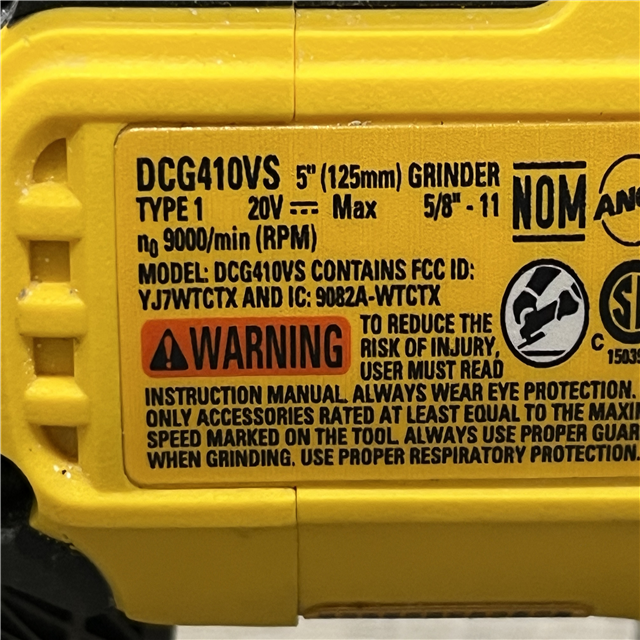 DCG410VS 5" (125mm) GRINDER
TYPE 1 20V⎓ Max 5/8" - 11
n0 9000/min (RPM)
NOM
MODEL: DCG410VS CONTAINS FCC ID:
YJ7WTCTX AND IC: 9082A-WTCTX
C
⚠WARNING
TO REDUCE THE
RISK OF INJURY,
USER MUST READ
INSTRUCTION MANUAL. ALWAYS WEAR EYE PROTECTION.
ONLY ACCESSORIES RATED AT LEAST EQUAL TO THE
SPEED MARKED ON THE TOOL. ALWAYS USE PROPER
WHEN GRINDING. USE PROPER RESPIRATORY PROTECTION.